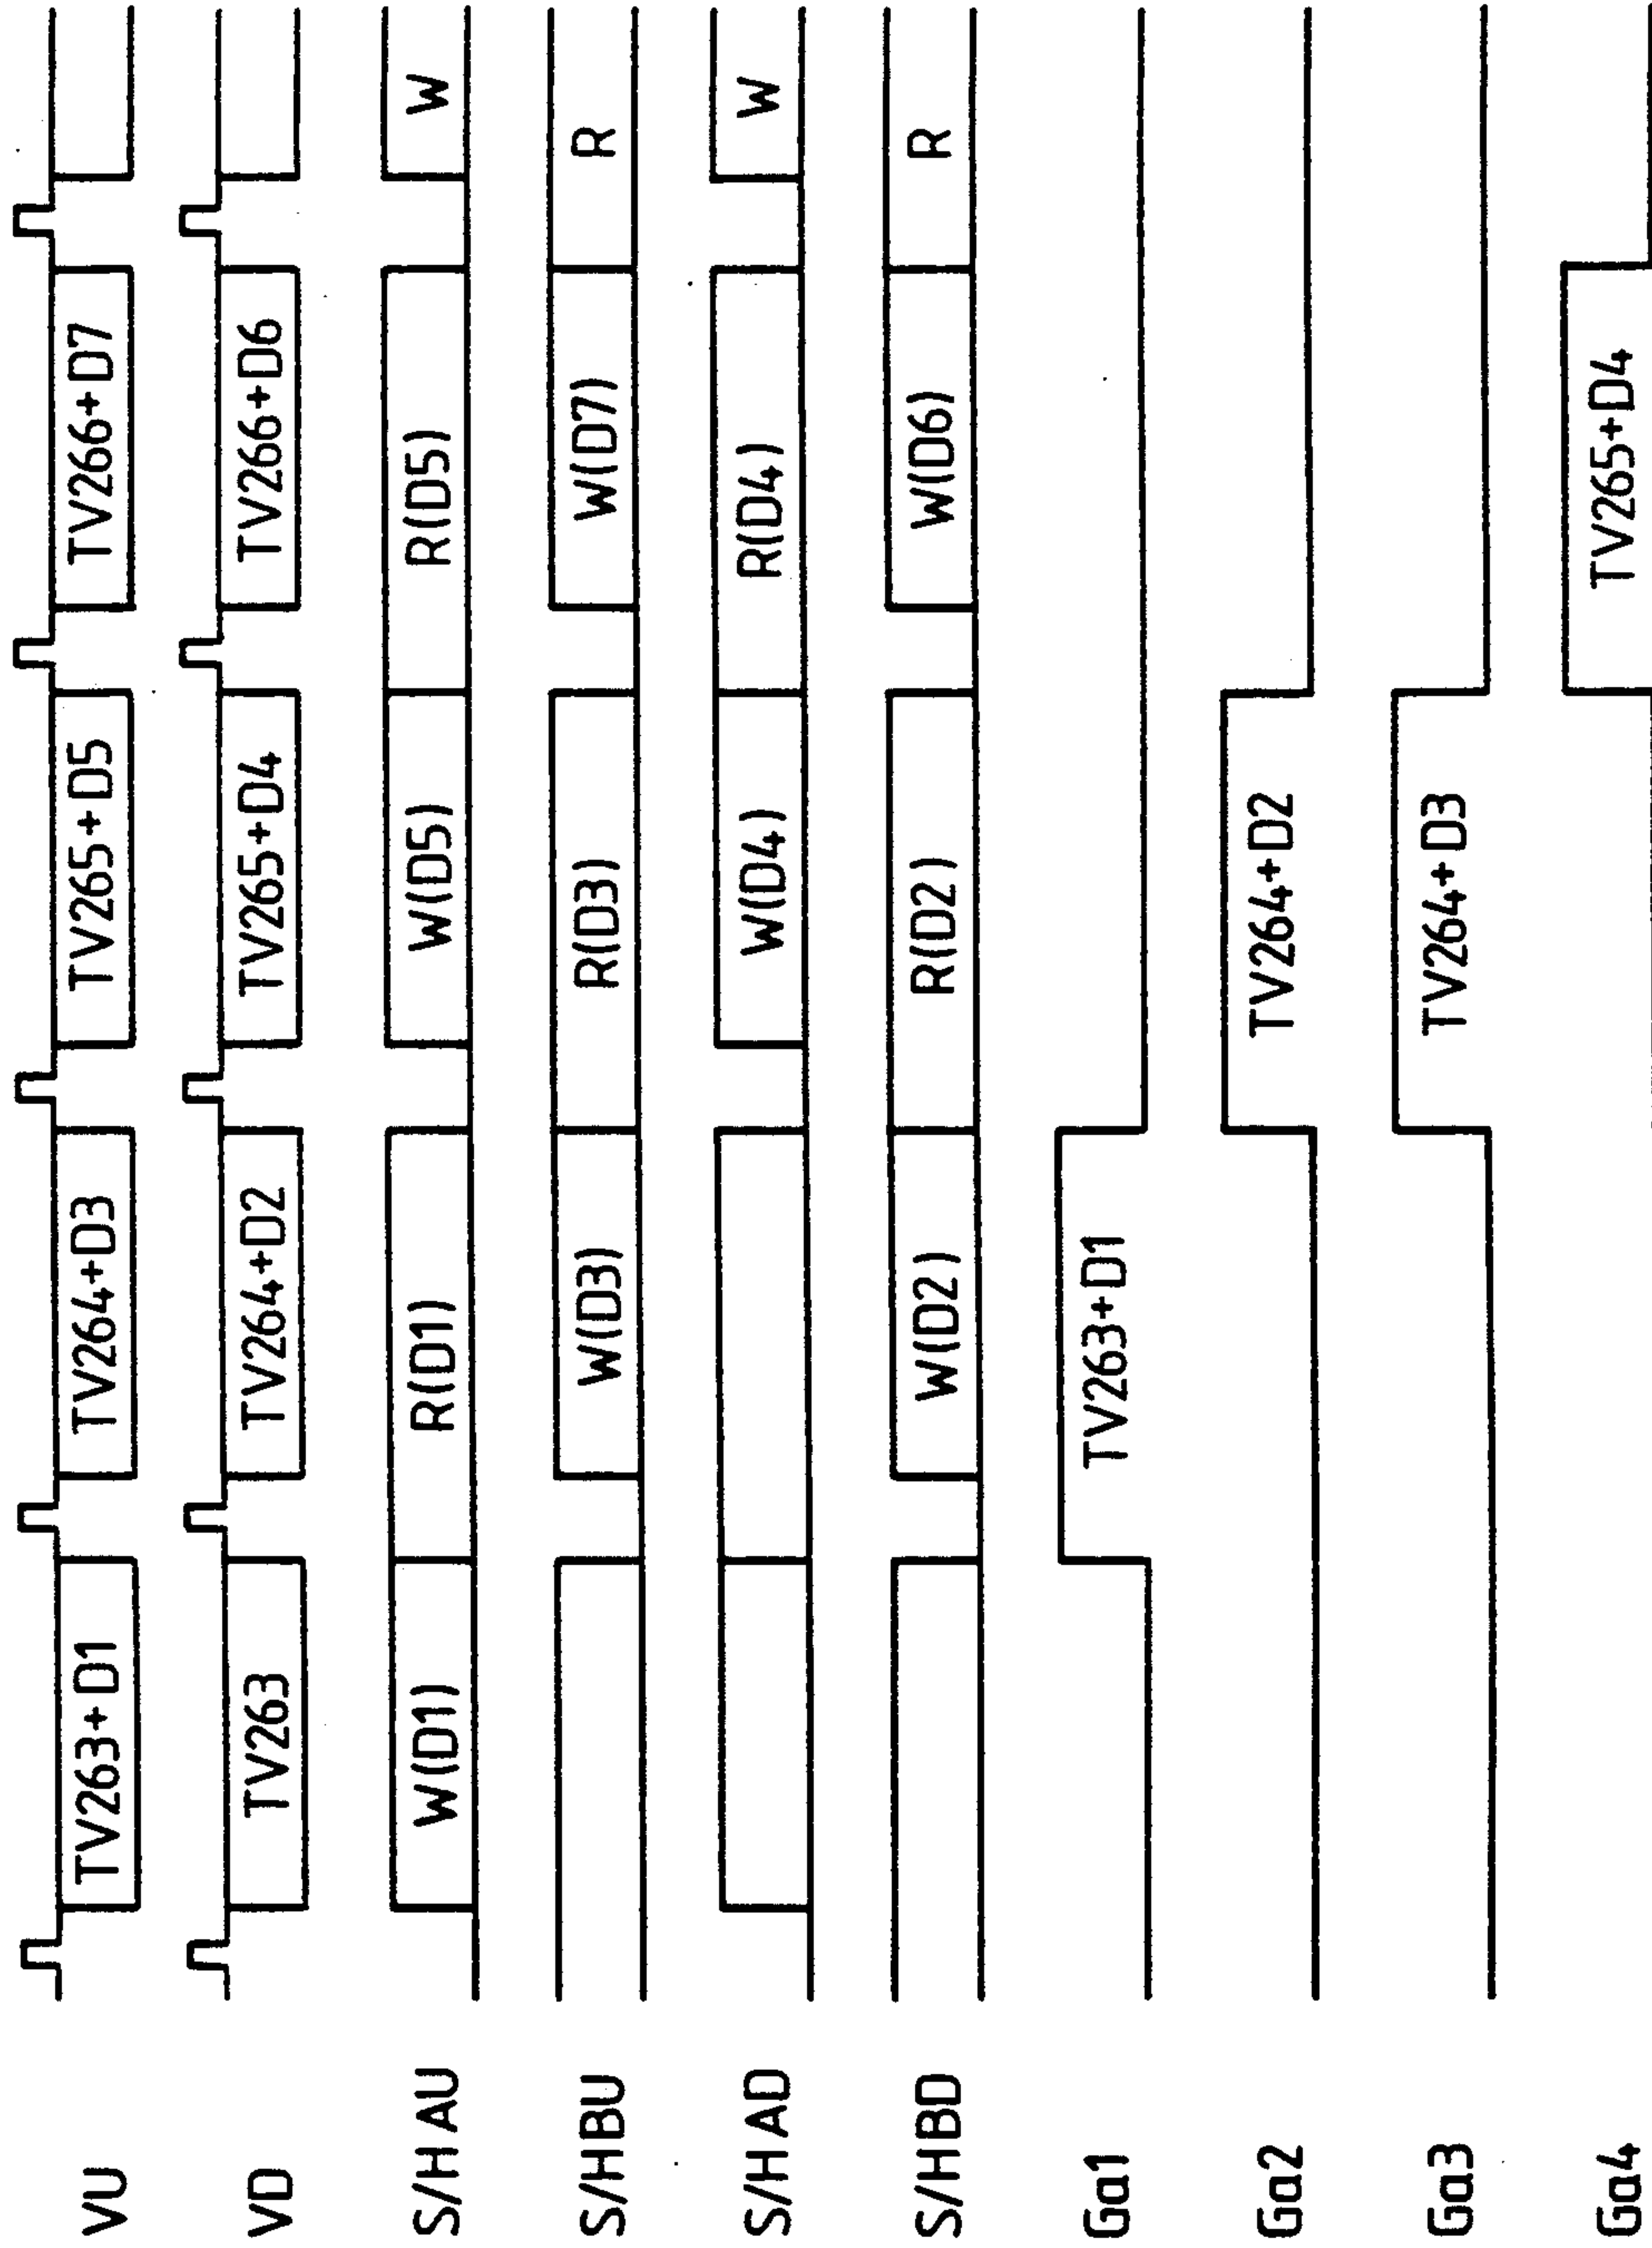 VU TV263+D1 TV264+D3 TV265+D5 TV266+D7
VD TV263 TV264+D2 TV265+D4 TV266+D6
S/HAU W(D1) R(D1) W(D5) R(D5) W
S/HBU W(D3) R(D3) W(D7) R
S/HAD W(D4) R(D4) W
S/HBD W(D2) R(D2) W(D6) R
Ga1 TV263+D1
Ga2 TV264+D2
Ga3 TV264+D3
Ga4 TV265+D4